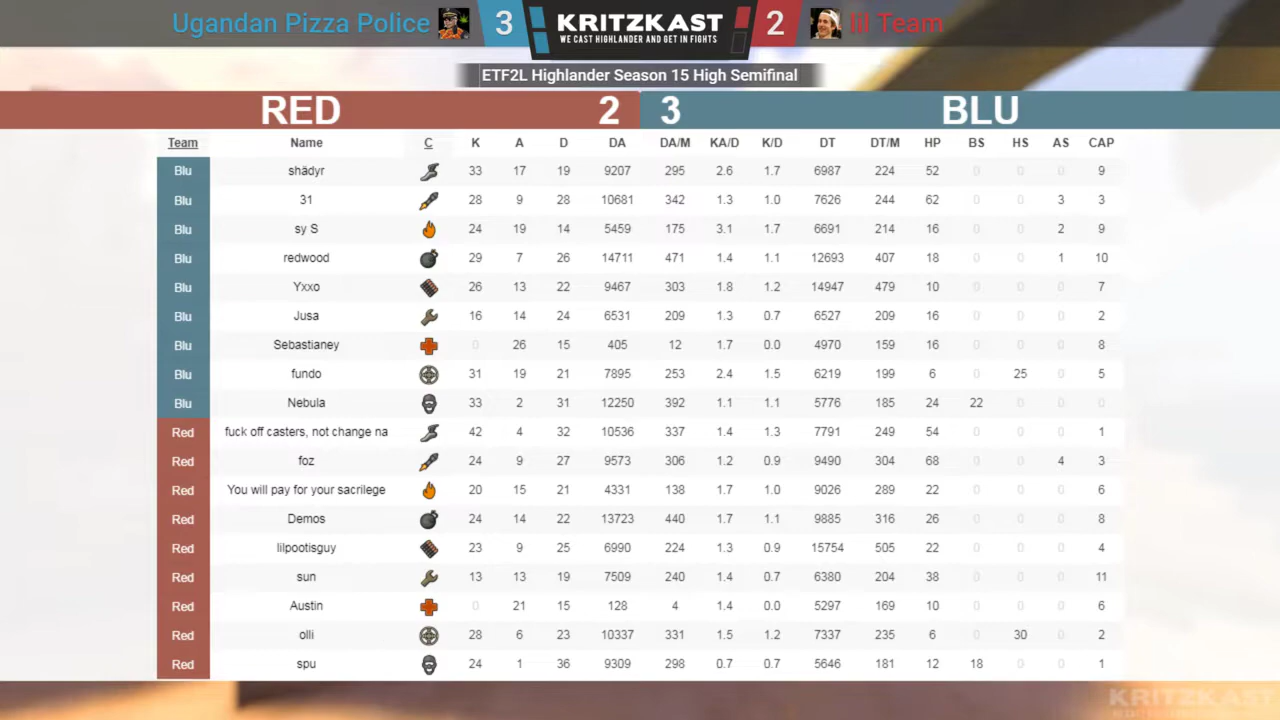 Ugandan Pizza Police 3 KRITZKAST 2 lil Team
WE CAST HIGHLANDER AND GET IN FIGHTS
ETF2L Highlander Season 15 High Semifinal
RED 2 3 BLU
Team Name C K A D DA DA/M KA/D K/D DT DT/M HP BS HS AS CAP
Blu shädyr 33 17 19 9207 295 2.6 1.7 6987 224 52 0 0 0 9
Blu 31 28 9 28 10681 342 1.3 1.0 7626 244 62 0 0 3 3
Blu sy S 24 19 14 5459 175 3.1 1.7 6691 214 16 0 0 2 9
Blu redwood 29 7 26 14711 471 1.4 1.1 12693 407 18 0 0 1 10
Blu Yxxo 26 13 22 9467 303 1.8 1.2 14947 479 10 0 0 0 7
Blu Jusa 16 14 24 6531 209 1.3 0.7 6527 209 16 0 0 0 2
Blu Sebastianey 0 26 15 405 12 1.7 0.0 4970 159 16 0 0 0 8
Blu fundo 31 19 21 7895 253 2.4 1.5 6219 199 6 0 25 0 5
Blu Nebula 33 2 31 12250 392 1.1 1.1 5776 185 24 22 0 0 0
Red fuck off casters, not change na 42 4 32 10536 337 1.4 1.3 7791 249 54 0 0 0 1
Red foz 24 9 27 9573 306 1.2 0.9 9490 304 68 0 0 4 3
Red You will pay for your sacrilege 20 15 21 4331 138 1.7 1.0 9026 289 22 0 0 0 6
Red Demos 24 14 22 13723 440 1.7 1.1 9885 316 26 0 0 0 8
Red lilpootisguy 23 9 25 6990 224 1.3 0.9 15754 505 22 0 0 0 4
Red sun 13 13 19 7509 240 1.4 0.7 6380 204 38 0 0 0 11
Red Austin 0 21 15 128 4 1.4 0.0 5297 169 10 0 0 0 6
Red olli 28 6 23 10337 331 1.5 1.2 7337 235 6 0 30 0 2
Red spu 24 1 36 9309 298 0.7 0.7 5646 181 12 18 0 0 1
KRITZKAST